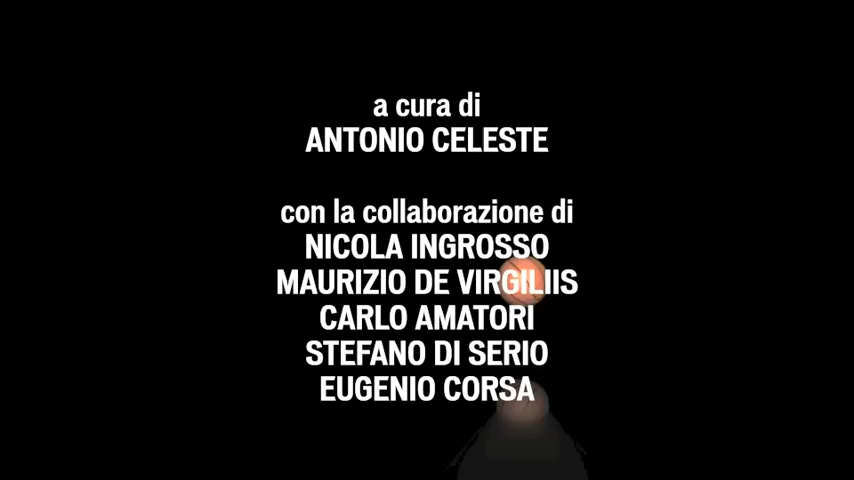 a cura di
ANTONIO CELESTE
con la collaborazione di
NICOLA INGROSSO
MAURIZIO DE VIRGILIIS
CARLO AMATORI
STEFANO DI SERIO
EUGENIO CORSA